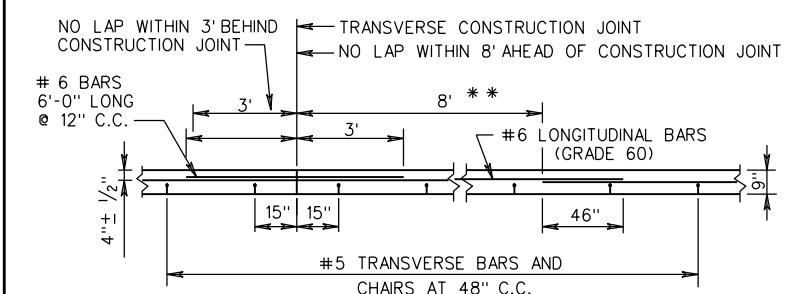 NO LAP WITHIN 3' BEHIND
CONSTRUCTION JOINT
TRANSVERSE CONSTRUCTION JOINT
NO LAP WITHIN 8' AHEAD OF CONSTRUCTION JOINT
# 6 BARS
6'-0" LONG
@ 12" C.C.
3'
8' * *
3'
#6 LONGITUDINAL BARS
(GRADE 60)
4"± 1/2"
9"
15"
15"
46"
#5 TRANSVERSE BARS AND
CHAIRS AT 48" C.C.